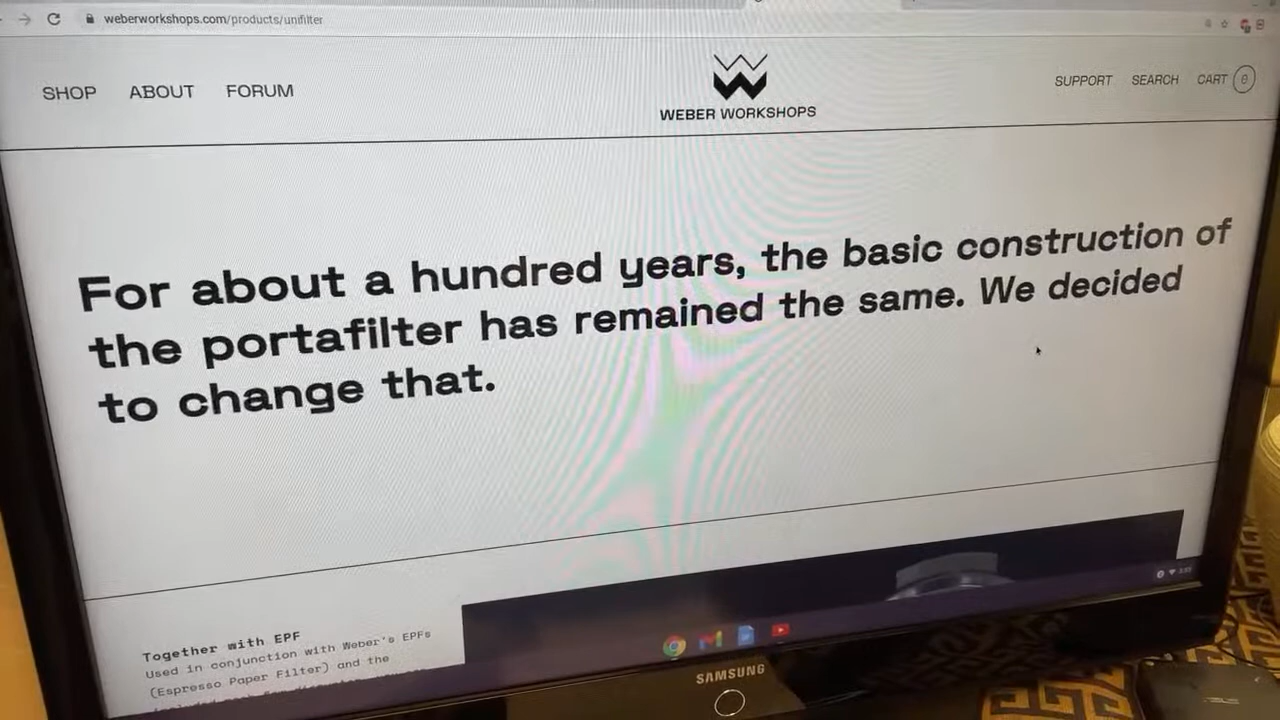 weberworkshops.com/products/unifilter
SHOP ABOUT FORUM
WEBER WORKSHOPS
SUPPORT SEARCH CART 0
For about a hundred years, the basic construction of
the portafilter has remained the same. We decided
to change that.
Together with EPF
Used in conjunction with Weber's EPFs
(Espresso Paper Filter) and the
SAMSUNG